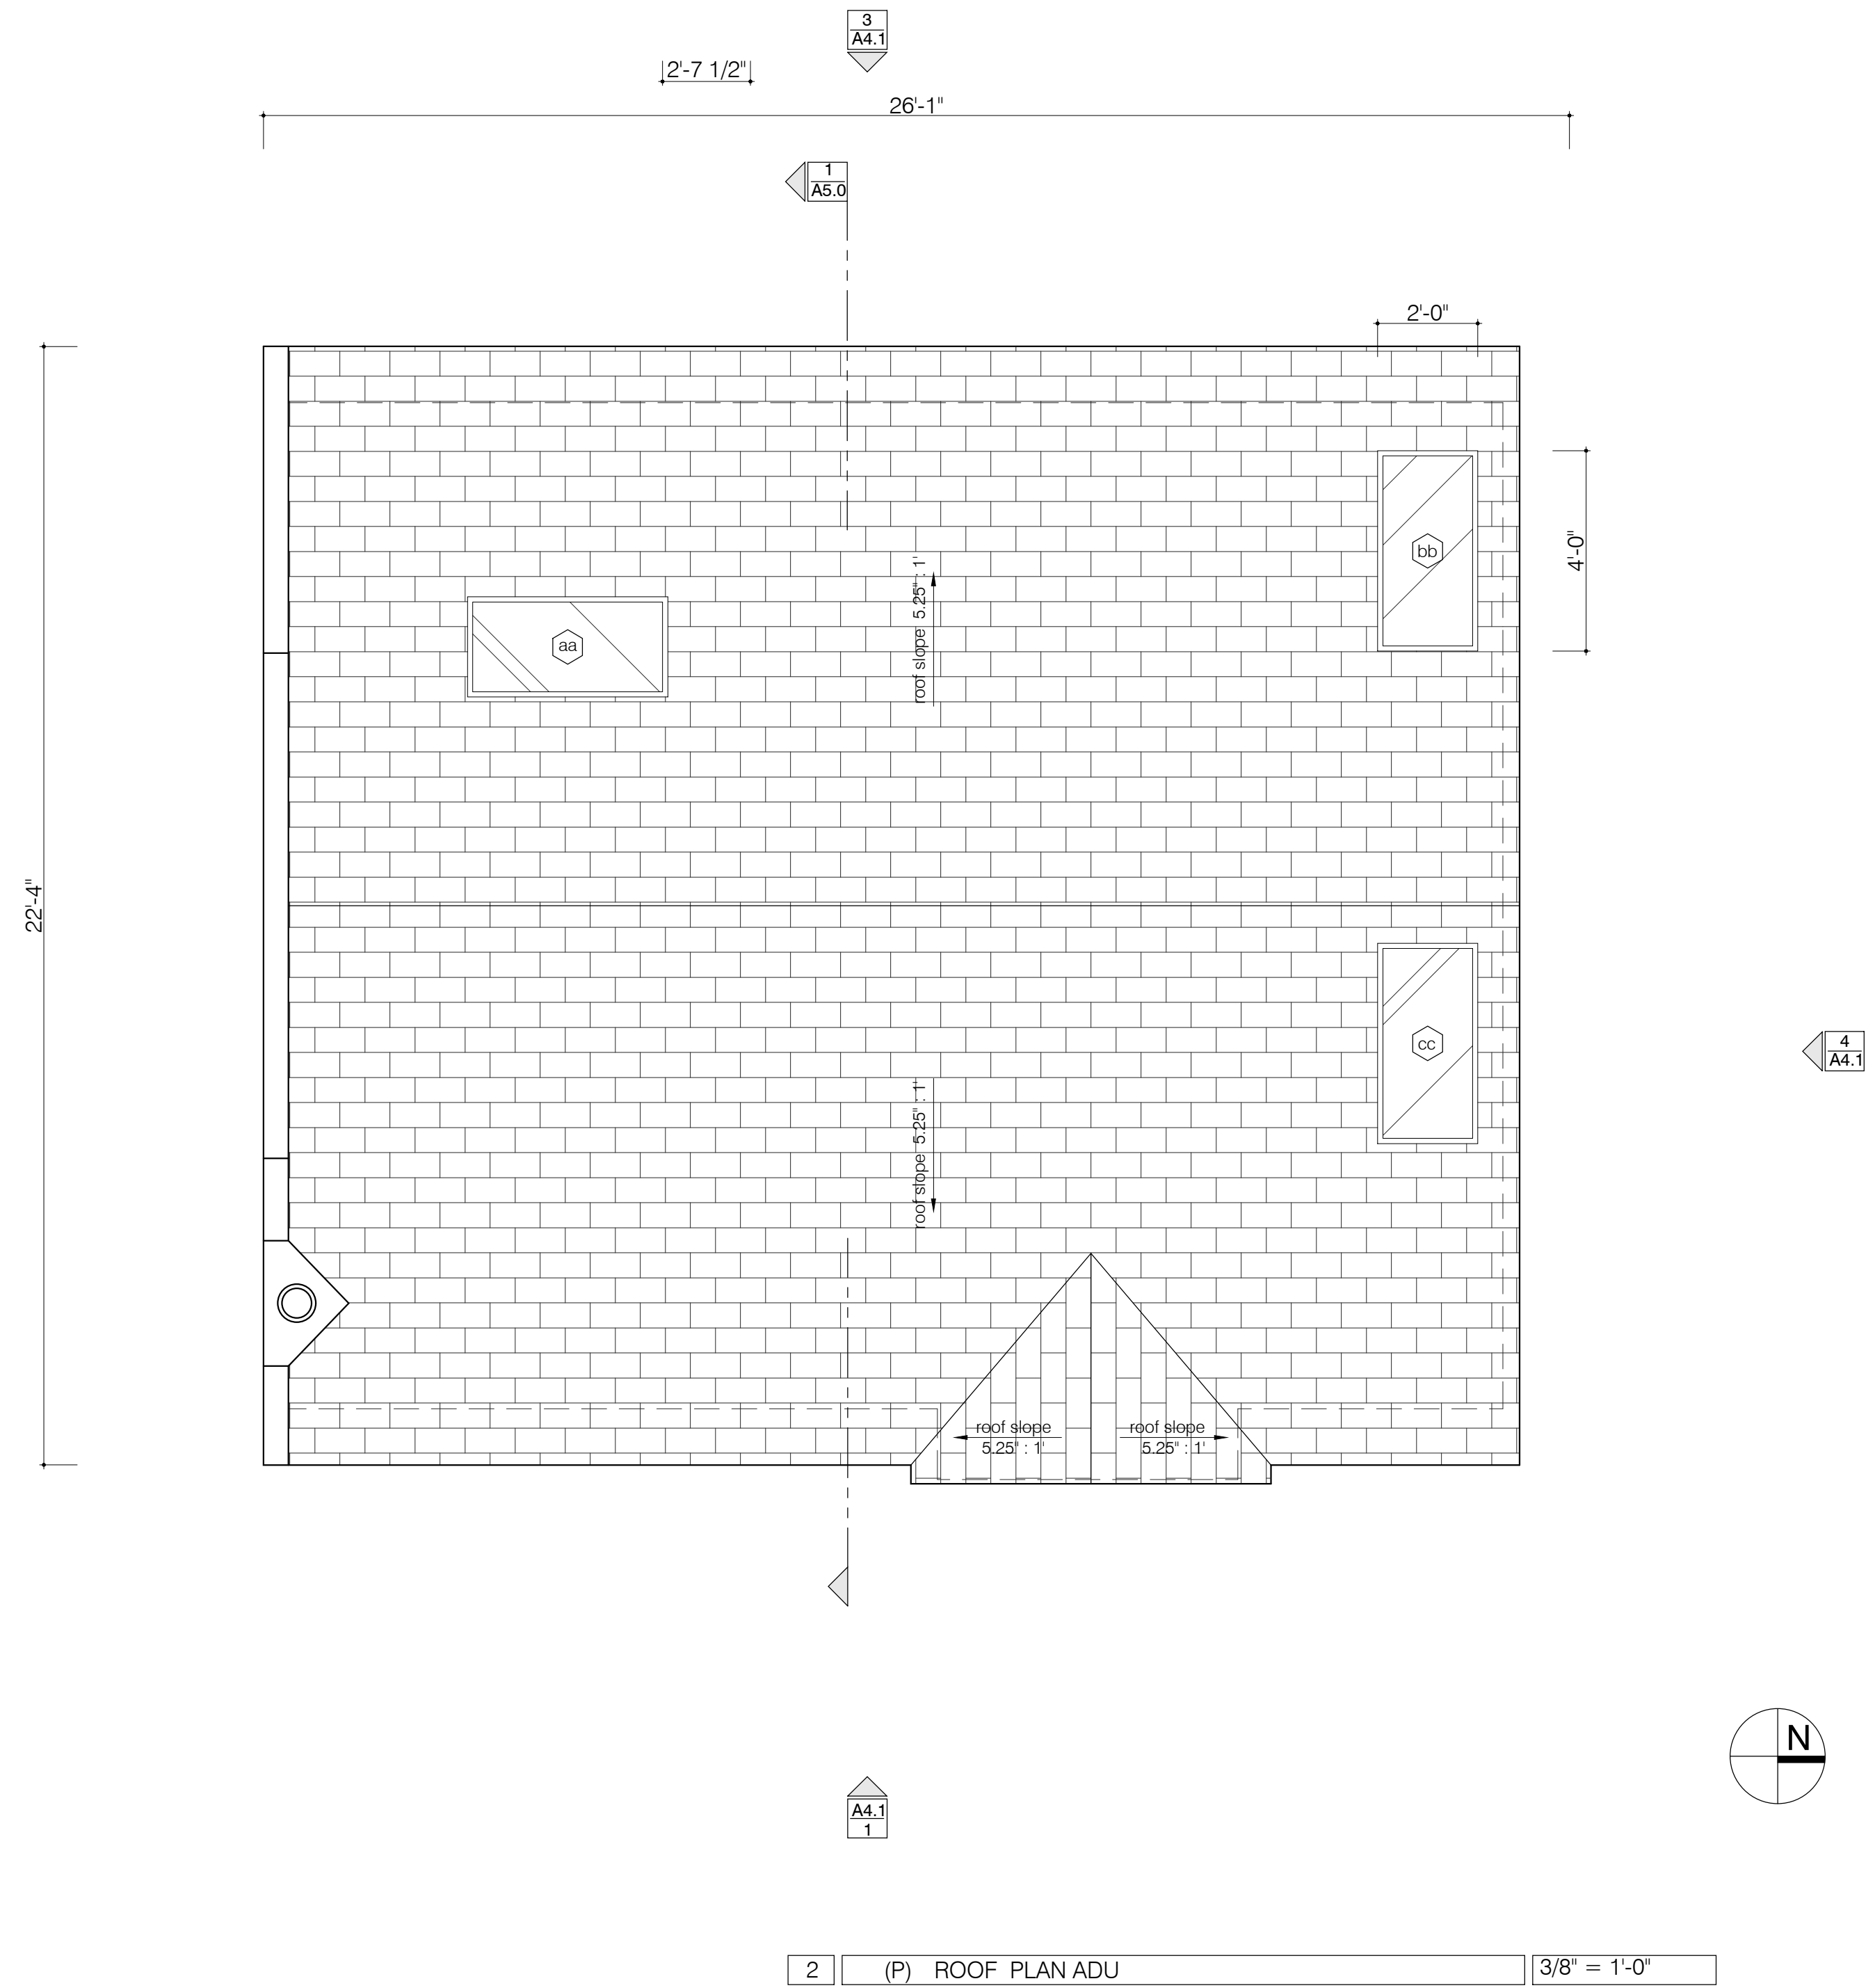 3
A4.1
2'-7 1/2"
26'-1"
1
A5.0
2'-0"
4'-0"
bb
roof slope 5.25" : 1'
aa
22'-4"
cc
4
A4.1
roof slope 5.25" : 1'
roof slope
5.25" : 1'
roof slope
5.25" : 1'
N
A4.1
1
2 (P) ROOF PLAN ADU 3/8" = 1'-0"